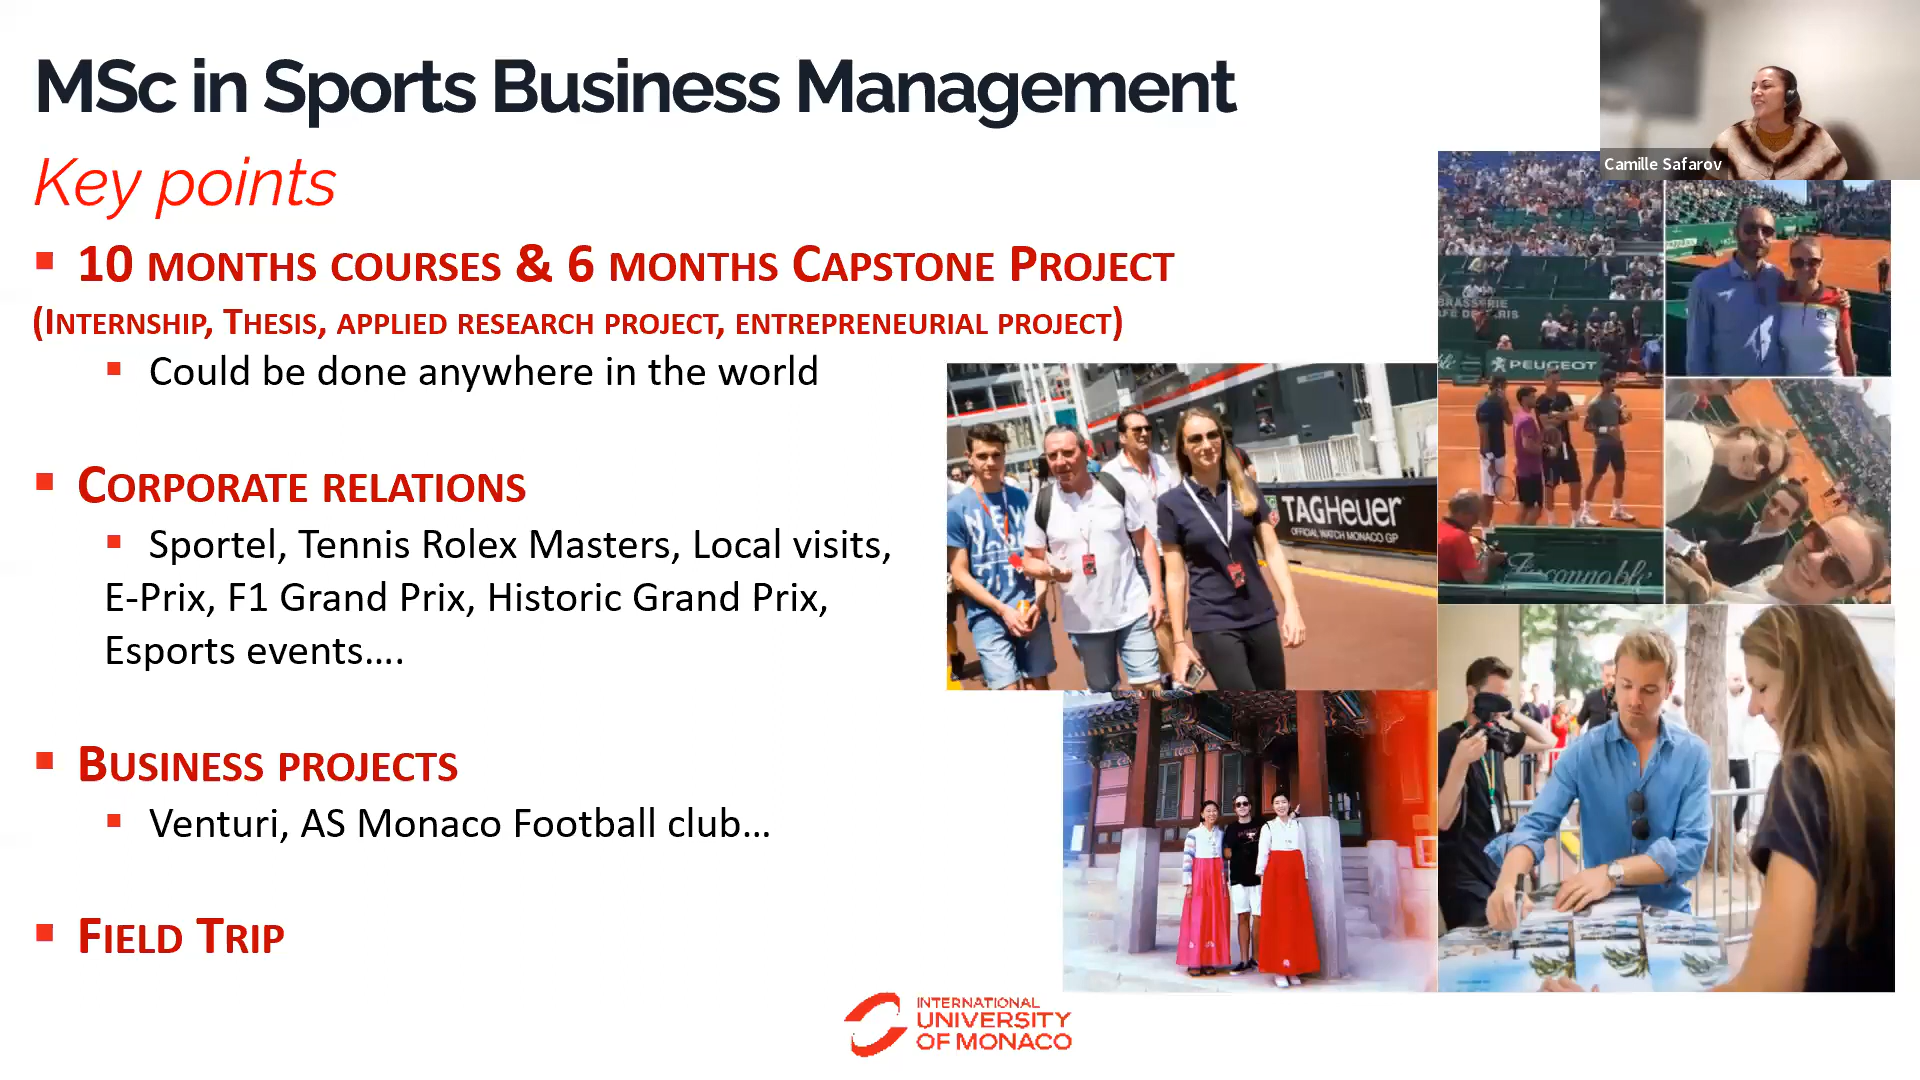 MSc in Sports Business Management
Camille Safarov
Key points
10 MONTHS COURSES & 6 MONTHS CAPSTONE PROJECT
(INTERNSHIP, THESIS, APPLIED RESEARCH PROJECT, ENTREPRENEURIAL PROJECT)
Could be done anywhere in the world
CORPORATE RELATIONS
Sportel, Tennis Rolex Masters, Local visits,
E-Prix, F1 Grand Prix, Historic Grand Prix,
Esports events....
BUSINESS PROJECTS
Venturi, AS Monaco Football club...
FIELD TRIP
BRASSERIE
PEUGEOT
TAGHeuer
OFFICIAL WATCH MONACO GP
INTERNATIONAL
UNIVERSITY
OF MONACO